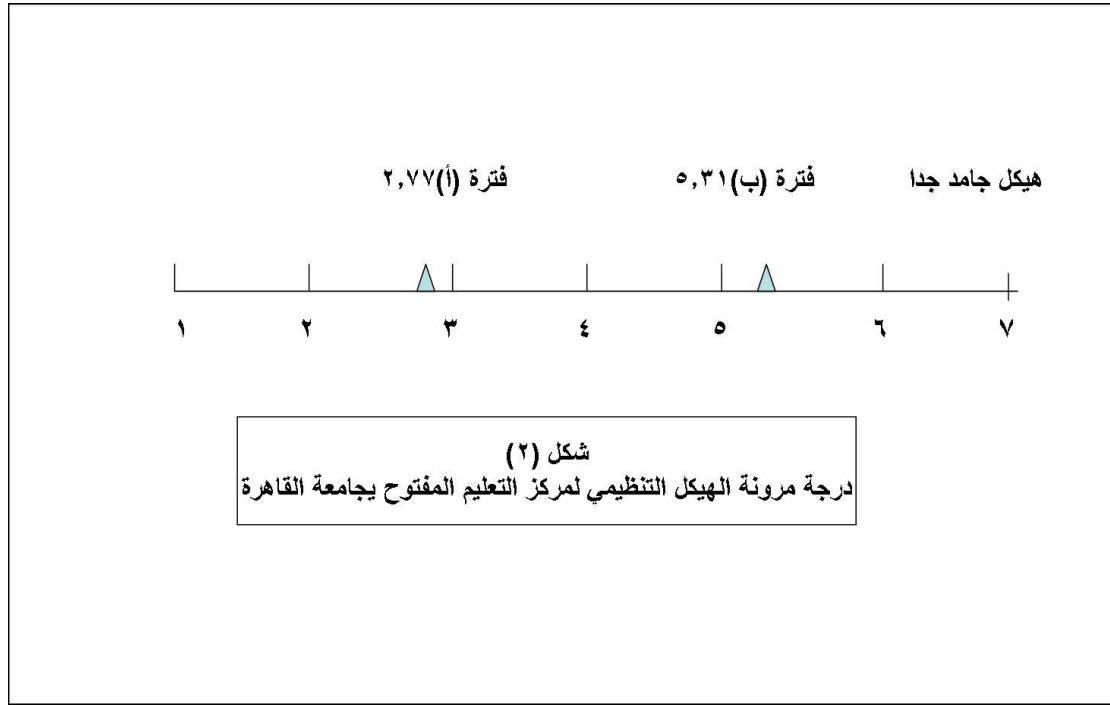 هيكل جامد جدا فترة (ب)٥,٣١ فترة (أ)٢,٧٧
١ ٢ ٣ ٤ ٥ ٦ ٧
شكل (٢)
درجة مرونة الهيكل التنظيمي لمركز التعليم المفتوح يجامعة القاهرة